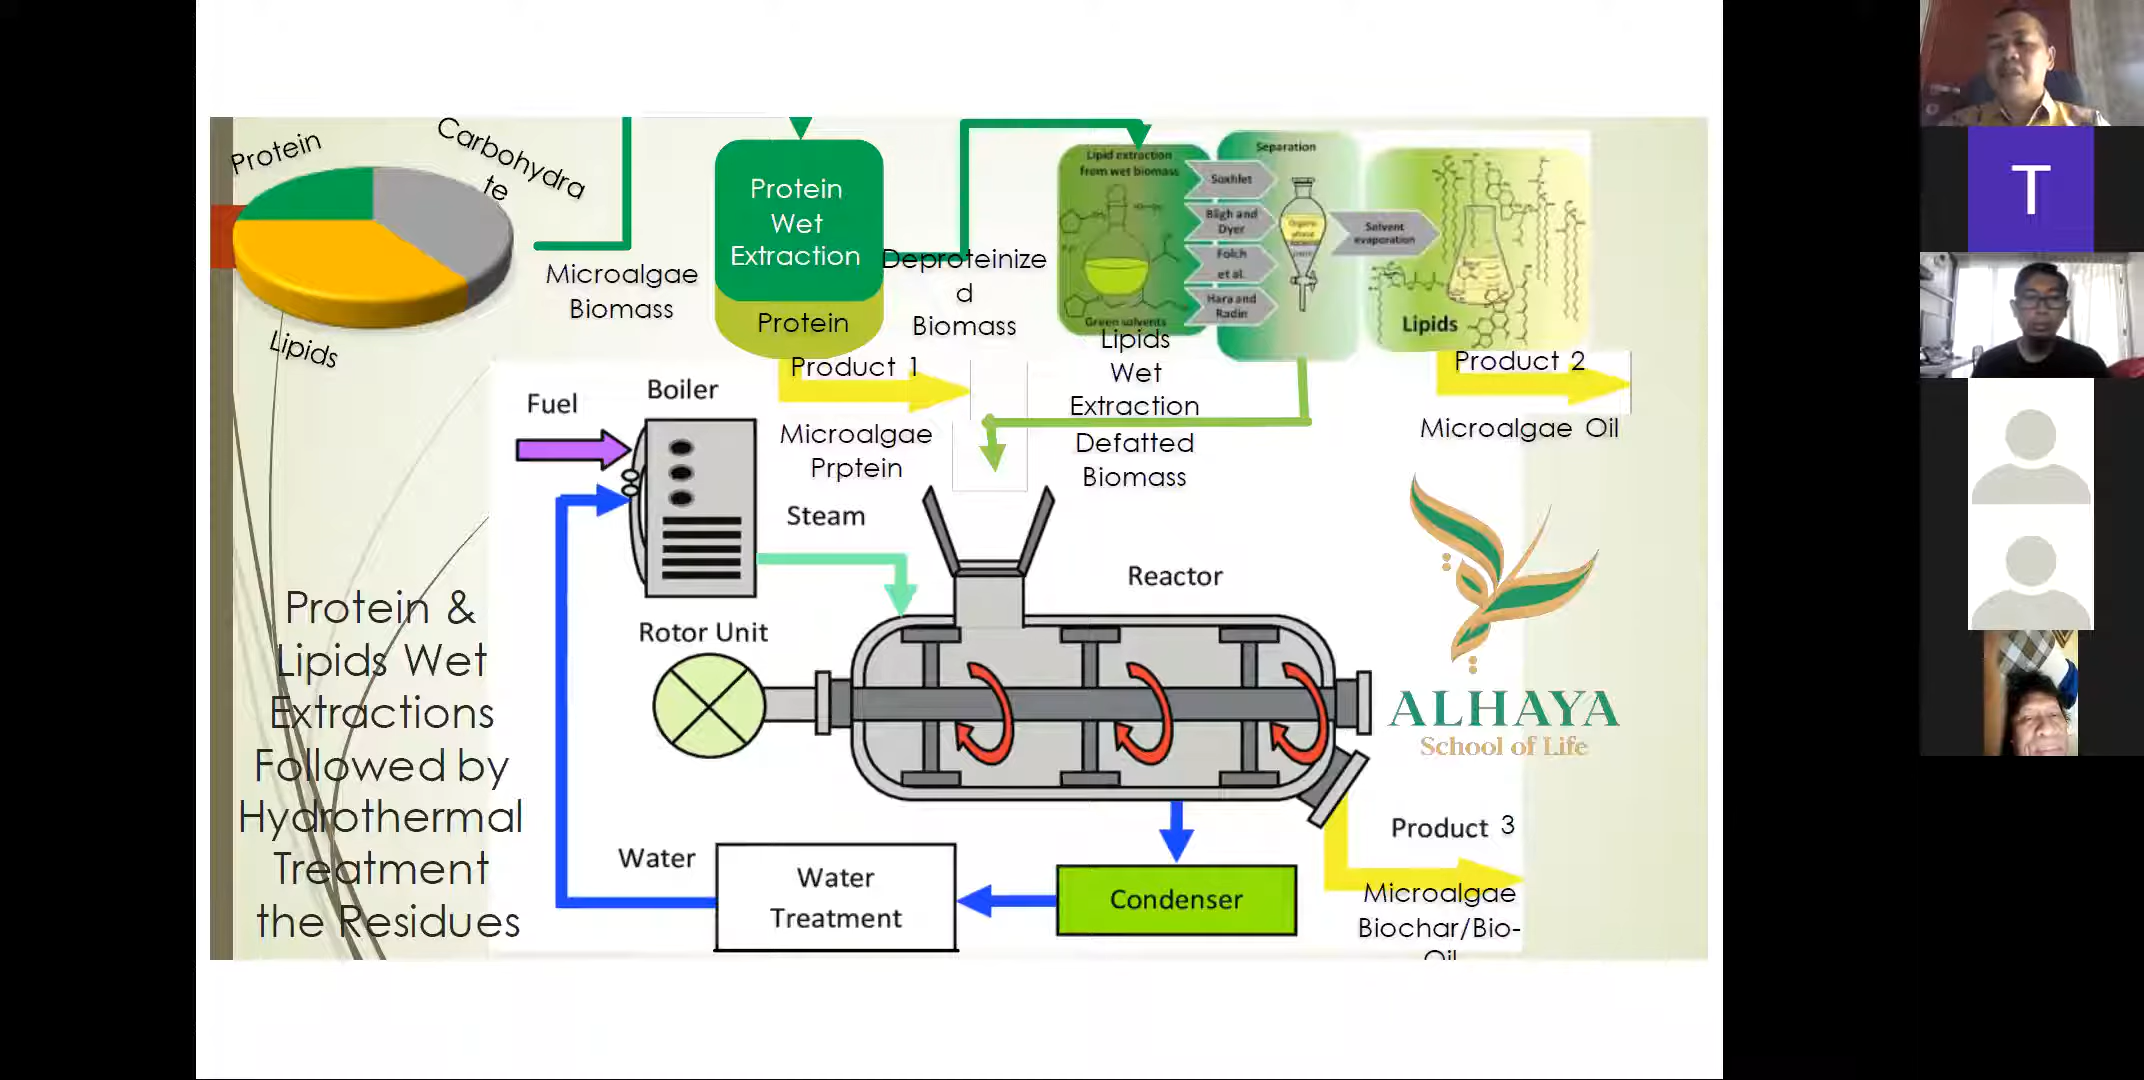 Protein
Carbohydra
te
Lipids
Microalgae
Biomass
Protein
Wet
Extraction
Protein
Deproteinize
d
Biomass
Lipid extraction
from wet biomass
Green solvents
Soxhlet
Bligh and
Dyer
Folch
et al
Hara and
Radin
Separation
Organic
phase
Solvent
evaporation
Lipids
Lipids
Wet
Extraction
Product 1
Microalgae
Prptein
Defatted
Biomass
Product 2
Microalgae Oil
Fuel
Boiler
Steam
Reactor
Rotor Unit
ALHAYA
School of Life
Protein &
Lipids Wet
Extractions
Followed by
Hydrothermal
Treatment
the Residues
Water
Water
Treatment
Condenser
Product 3
Microalgae
Biochar/Bio-
Oil
T